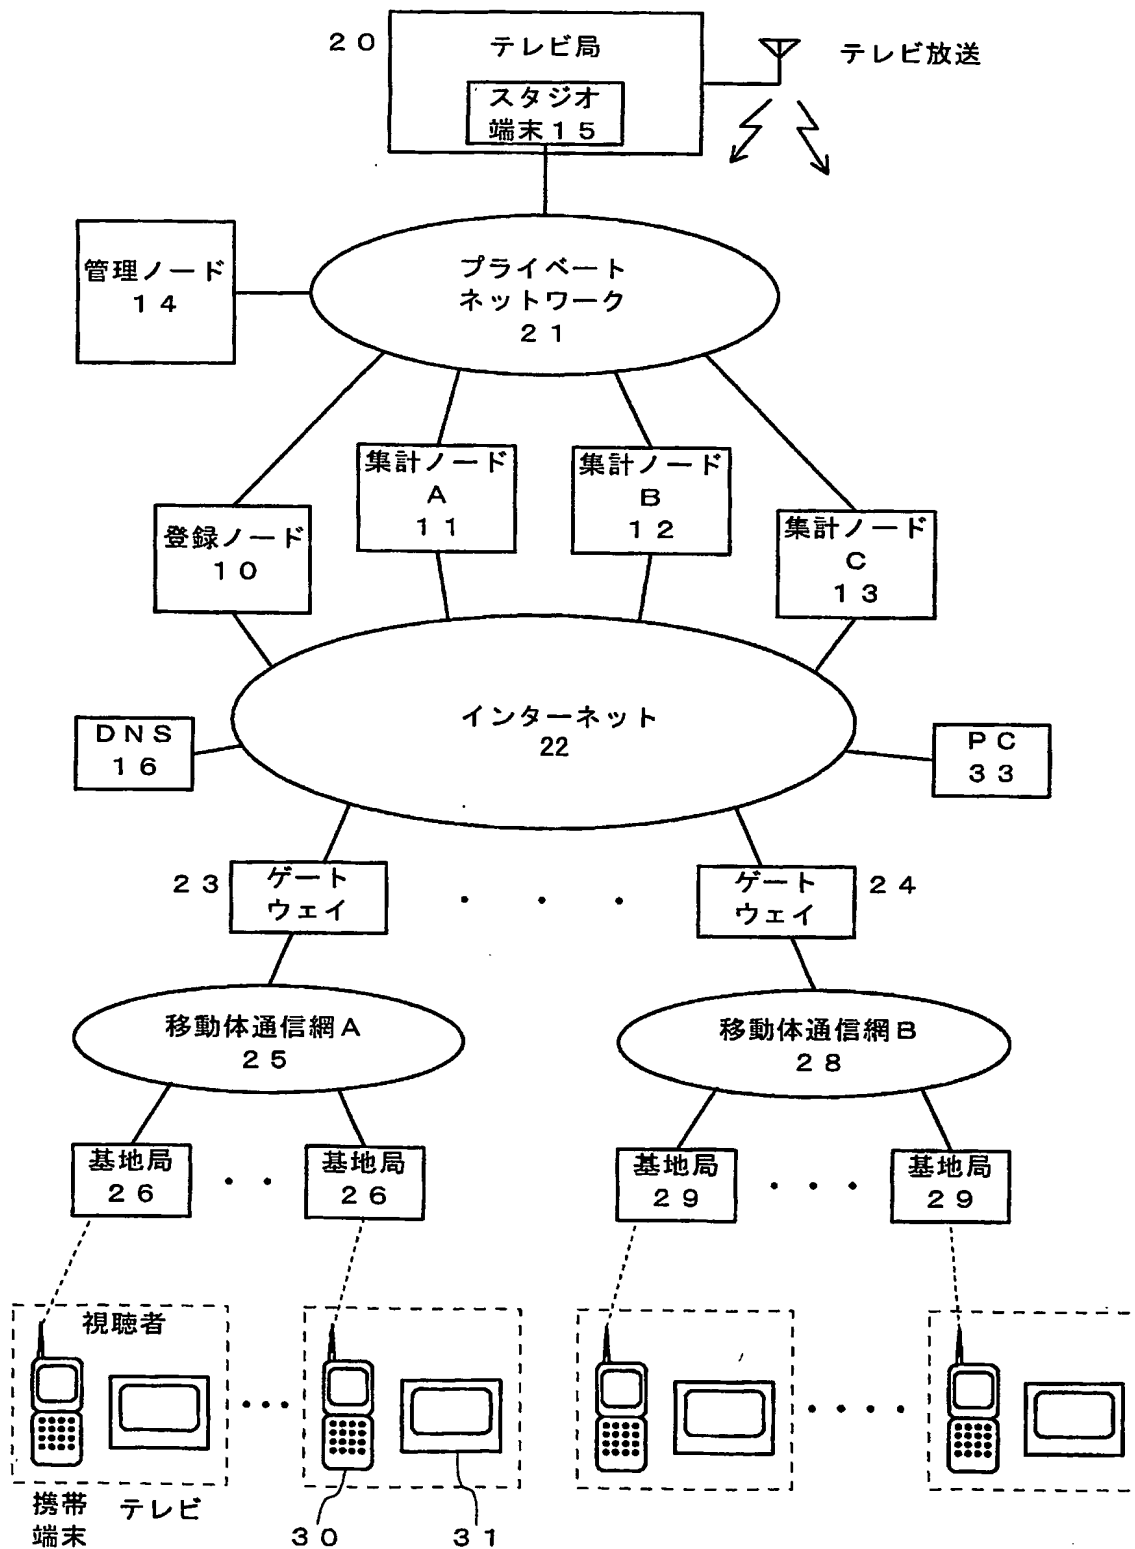 ２０
テレビ局
テレビ放送
スタジオ
端末１５
管理ノード
１４
プライベート
ネットワーク
２１
集計ノード
Ａ
１１
集計ノード
Ｂ
１２
登録ノード
１０
集計ノード
Ｃ
１３
インターネット
22
ＤＮＳ
１６
ＰＣ
３３
２３
ゲート
ウェイ
ゲート
ウェイ
２４
移動体通信網Ａ
２５
移動体通信網Ｂ
２８
基地局
２６
基地局
２６
基地局
２９
基地局
２９
視聴者
携帯
端末
テレビ
３０
３１